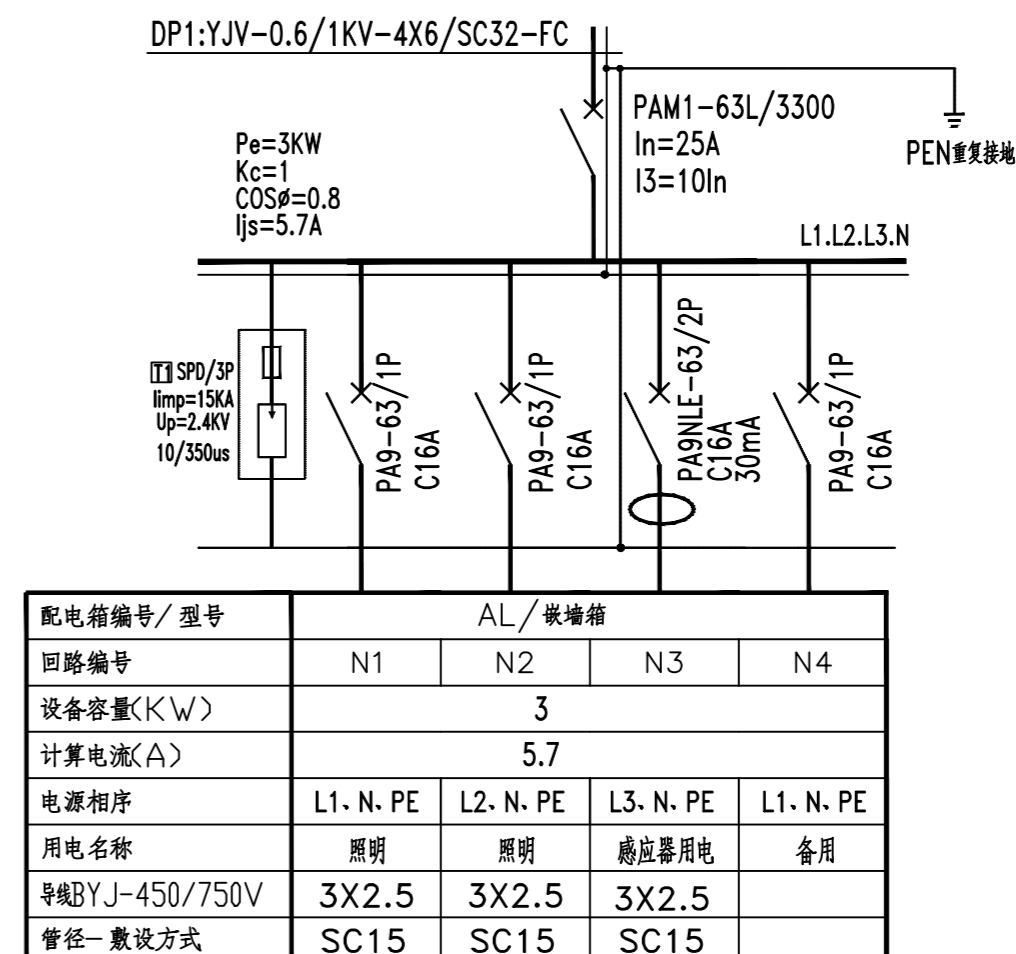 DP1:YJV-0.6/1KV-4X6/SC32-FC
PAM1-63L/3300
In=25A
I3=10In
PEN重复接地
Pe=3KW
Kc=1
COSø=0.8
Ijs=5.7A
L1.L2.L3.N
T1 SPD/3P
Iimp=15KA
Up=2.4KV
10/350us
PA9-63/1P
C16A
PA9-63/1P
C16A
PA9NLE-63/2P
C16A
30mA
PA9-63/1P
C16A
配电箱编号/型号 AL/嵌墙箱
回路编号 N1 N2 N3 N4
设备容量(KW) 3
计算电流(A) 5.7
电源相序 L1、N、PE L2、N、PE L3、N、PE L1、N、PE
用电名称 照明 照明 感应器用电 备用
导线BYJ-450/750V 3X2.5 3X2.5 3X2.5
管径-敷设方式 SC15 SC15 SC15